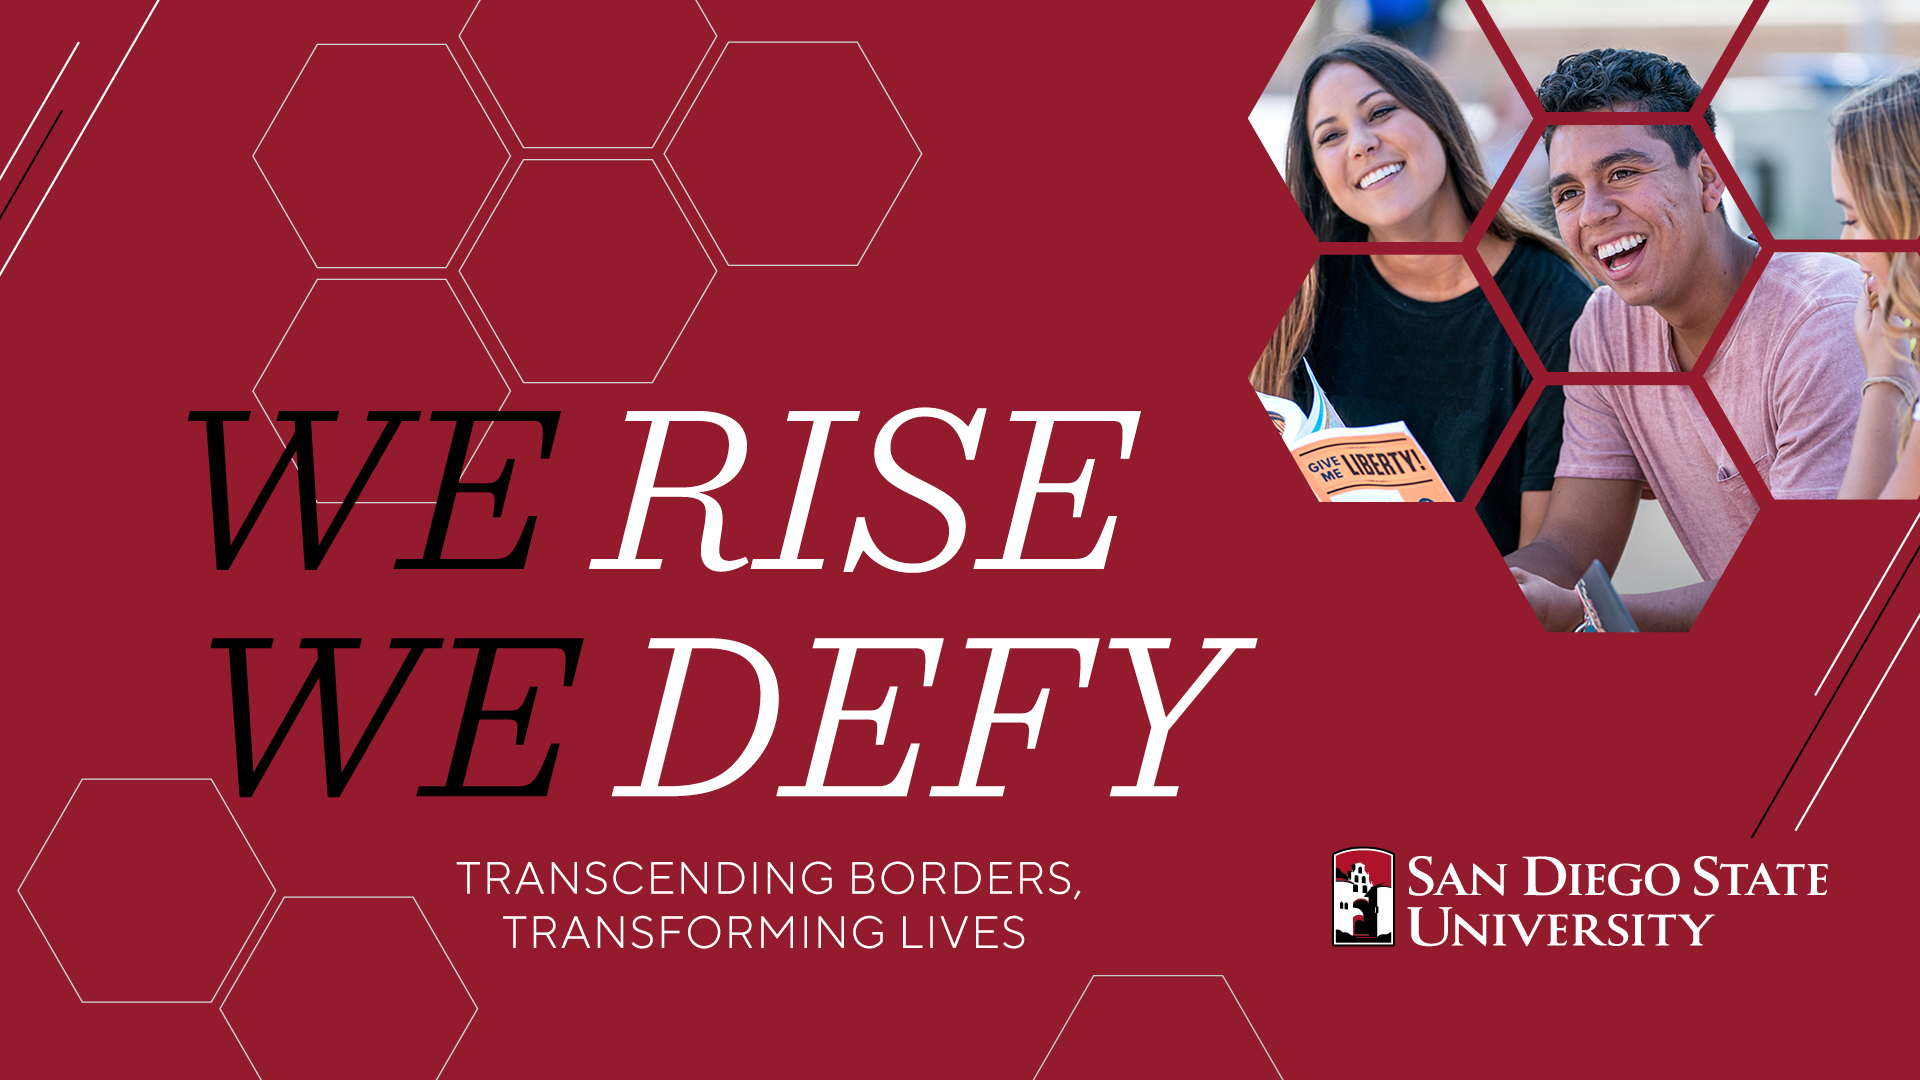 WE RISE
WE DEFY
TRANSCENDING BORDERS,
TRANSFORMING LIVES
GIVE ME LIBERTY!
SAN DIEGO STATE
UNIVERSITY